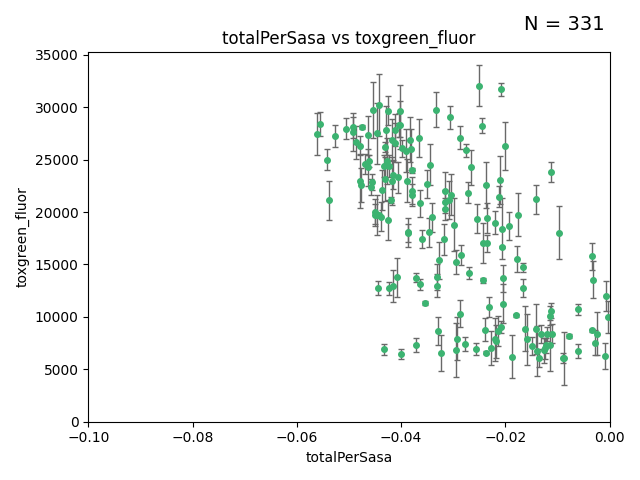 N = 331
totalPerSasa vs toxgreen_fluor
35000
30000
25000
20000
15000
10000
5000
0
toxgreen_fluor
−0.10 −0.08 −0.06 −0.04 −0.02 0.00
totalPerSasa